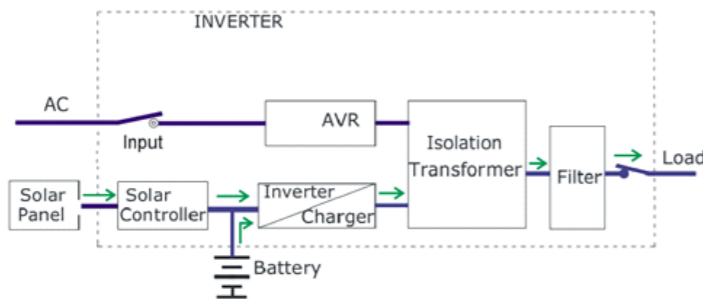 INVERTER
AC
Input
AVR
Isolation
Transformer
Filter
Load
Solar
Panel
Solar
Controller
Inverter
Charger
Battery